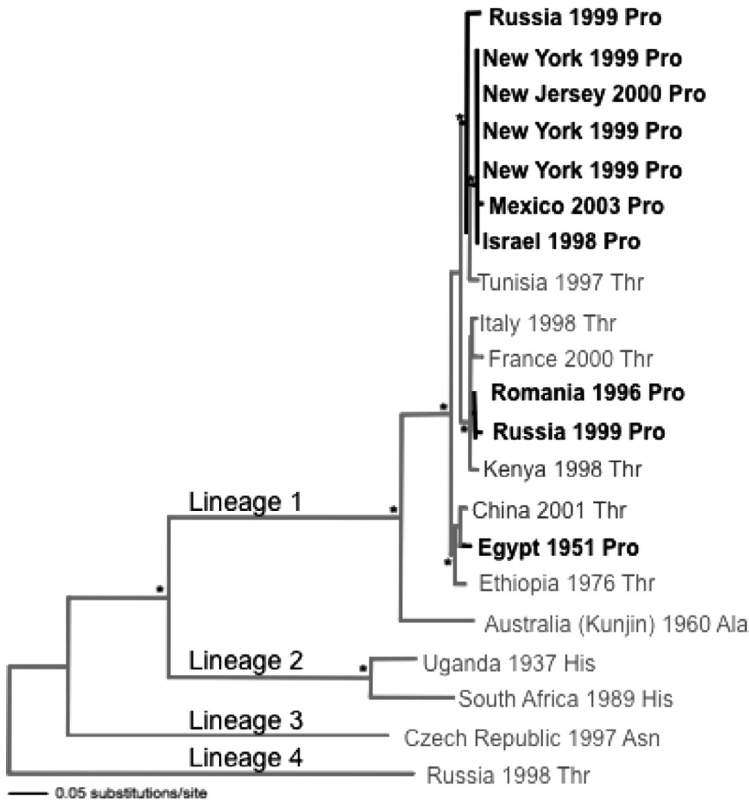 Russia 1999 Pro
New York 1999 Pro
New Jersey 2000 Pro
New York 1999 Pro
New York 1999 Pro
Mexico 2003 Pro
Israel 1998 Pro
Tunisia 1997 Thr
Italy 1998 Thr
France 2000 Thr
Romania 1996 Pro
Russia 1999 Pro
Kenya 1998 Thr
Lineage 1
China 2001 Thr
Egypt 1951 Pro
Ethiopia 1976 Thr
Australia (Kunjin) 1960 Ala
Lineage 2
Uganda 1937 His
South Africa 1989 His
Lineage 3
Czech Republic 1997 Asn
Lineage 4
Russia 1998 Thr
0.05 substitutions/site